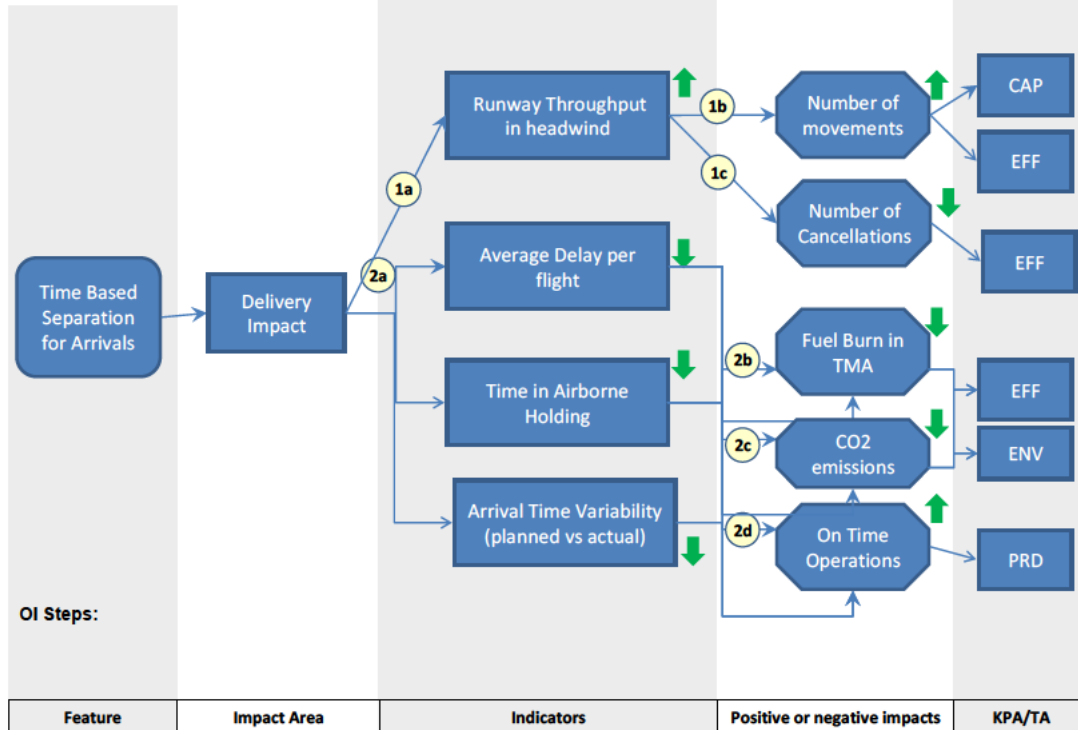 Time Based
Separation
for Arrivals
Delivery
Impact
1a
2a
Runway Throughput
in headwind
Average Delay per
flight
Time in Airborne
Holding
Arrival Time Variability
(planned vs actual)
1b
1c
2b
2c
2d
Number of
movements
Number of
Cancellations
Fuel Burn in
TMA
CO2
emissions
On Time
Operations
CAP
EFF
EFF
EFF
ENV
PRD
OI Steps:
Feature
Impact Area
Indicators
Positive or negative impacts
KPA/TA